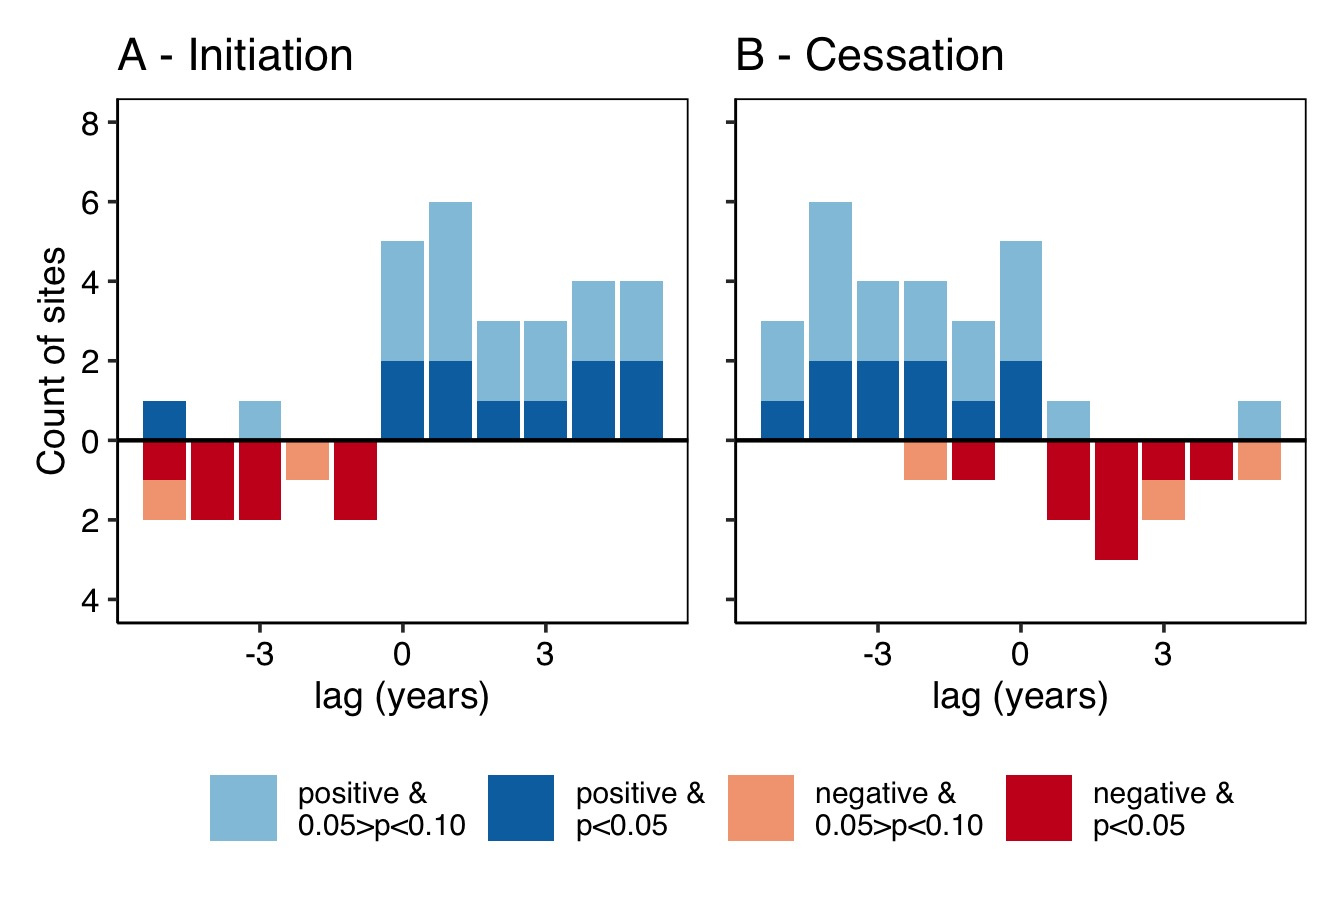 A - Initiation
B - Cessation
Count of sites
8
6
4
2
0
2
4
-3 0 3
-3 0 3
lag (years)
lag (years)
positive &
0.05>p<0.10
positive &
p<0.05
negative &
0.05>p<0.10
negative &
p<0.05